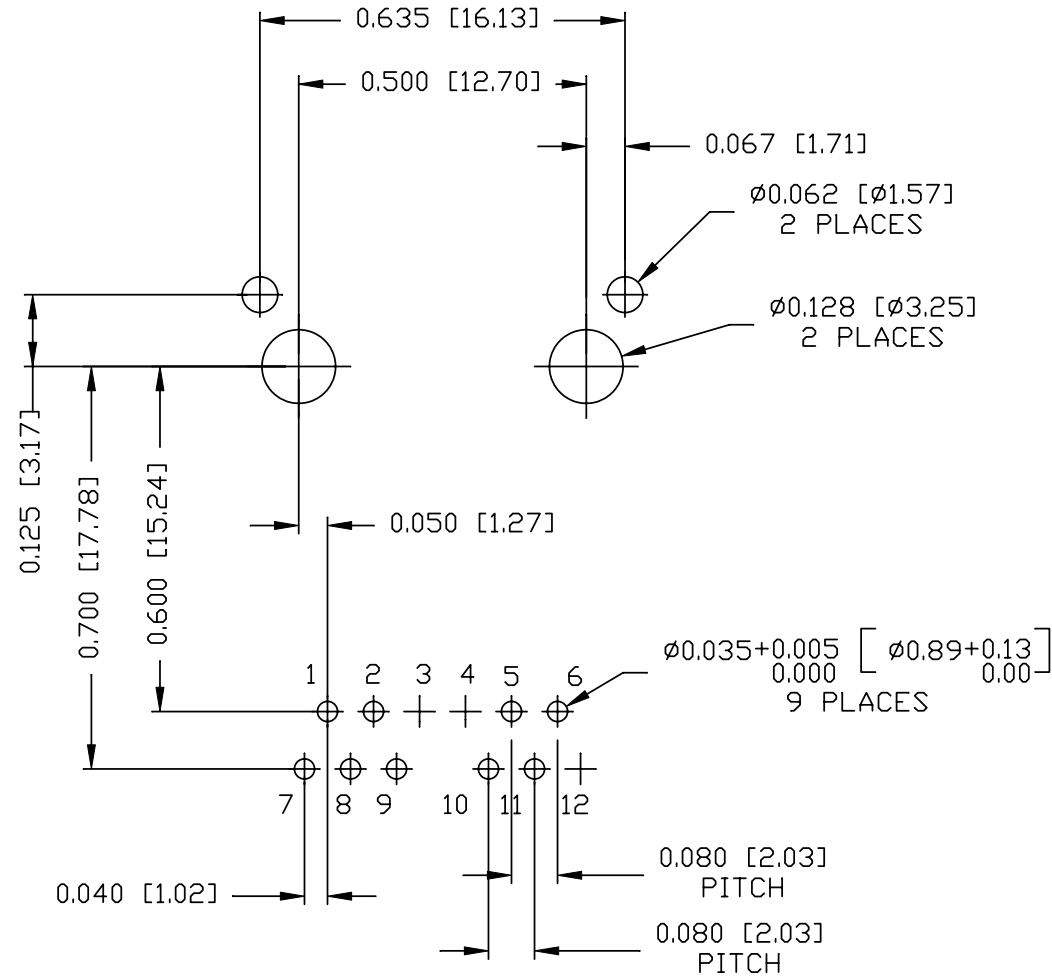 0.635 [16.13]
0.500 [12.70]
0.067 [1.71]
ø0.062 [ø1.57]
2 PLACES
ø0.128 [ø3.25]
2 PLACES
0.125 [3.17]
0.700 [17.78]
0.600 [15.24]
0.050 [1.27]
ø0.035+0.005 [ ø0.89+0.13 ]
0.000 0.00
9 PLACES
1 2 3 4 5 6
7 8 9 10 11 12
0.040 [1.02]
0.080 [2.03]
PITCH
0.080 [2.03]
PITCH